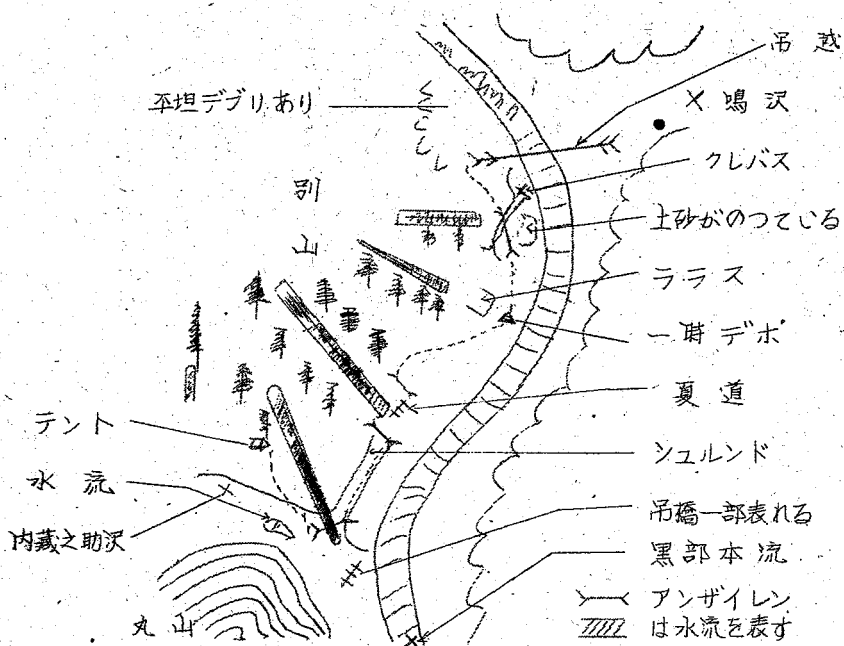 吊越
平坦デブリあり
×鳴沢
クレバス
別山
土砂がのつている
ララス
一時デポ
夏道
テント
シュルンド
水流
吊橋一部表れる
内蔵之助沢
黒部本流
丸山
アンザイレン
は水流を表す